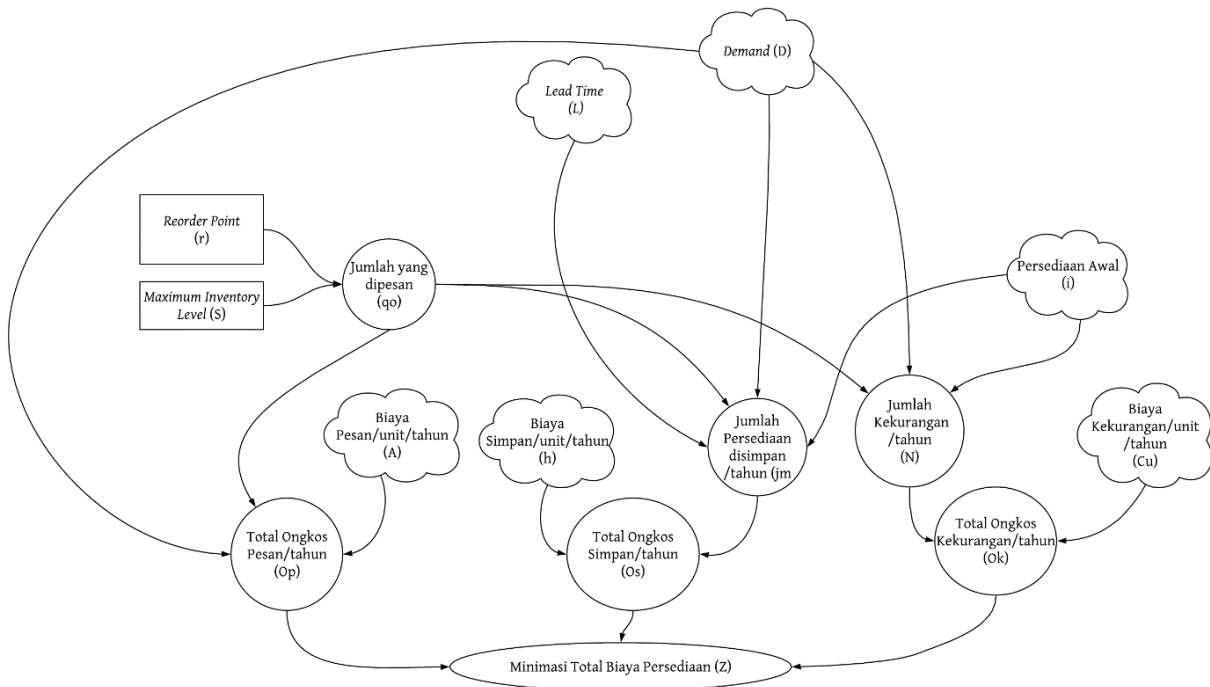 Demand (D)
Lead Time
(L)
Reorder Point
(r)
Maximum Inventory
Level (S)
Jumlah yang
dipesan
(qo)
Persediaan Awal
(i)
Biaya
Pesan/unit/tahun
(A)
Biaya
Simpan/unit/tahun
(h)
Jumlah
Persediaan
disimpan
/tahun (jm
Jumlah
Kekurangan
/tahun
(N)
Biaya
Kekurangan/unit
/tahun
(Cu)
Total Ongkos
Pesan/tahun
(Op)
Total Ongkos
Simpan/tahun
(Os)
Total Ongkos
Kekurangan/tahun
(Ok)
Minimasi Total Biaya Persediaan (Z)